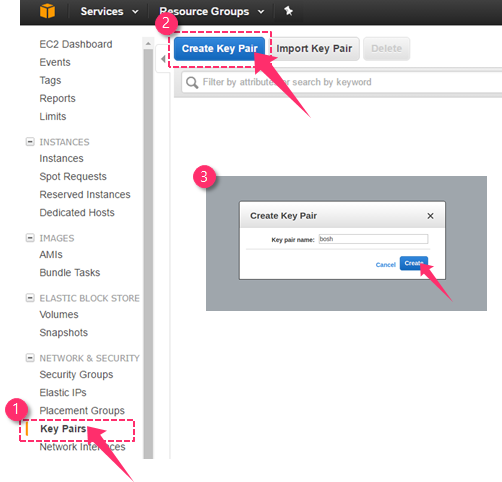 Services
Resource Groups
2
Create Key Pair
Import Key Pair
Delete
Filter by attributes or search by keyword
EC2 Dashboard
Events
Tags
Reports
Limits
INSTANCES
Instances
Spot Requests
Reserved Instances
Dedicated Hosts
IMAGES
AMIs
Bundle Tasks
ELASTIC BLOCK STORE
Volumes
Snapshots
NETWORK & SECURITY
Security Groups
Elastic IPs
Placement Groups
1
Key Pairs
Network Interfaces
3
Create Key Pair
Key pair name: bosh
Cancel
Create